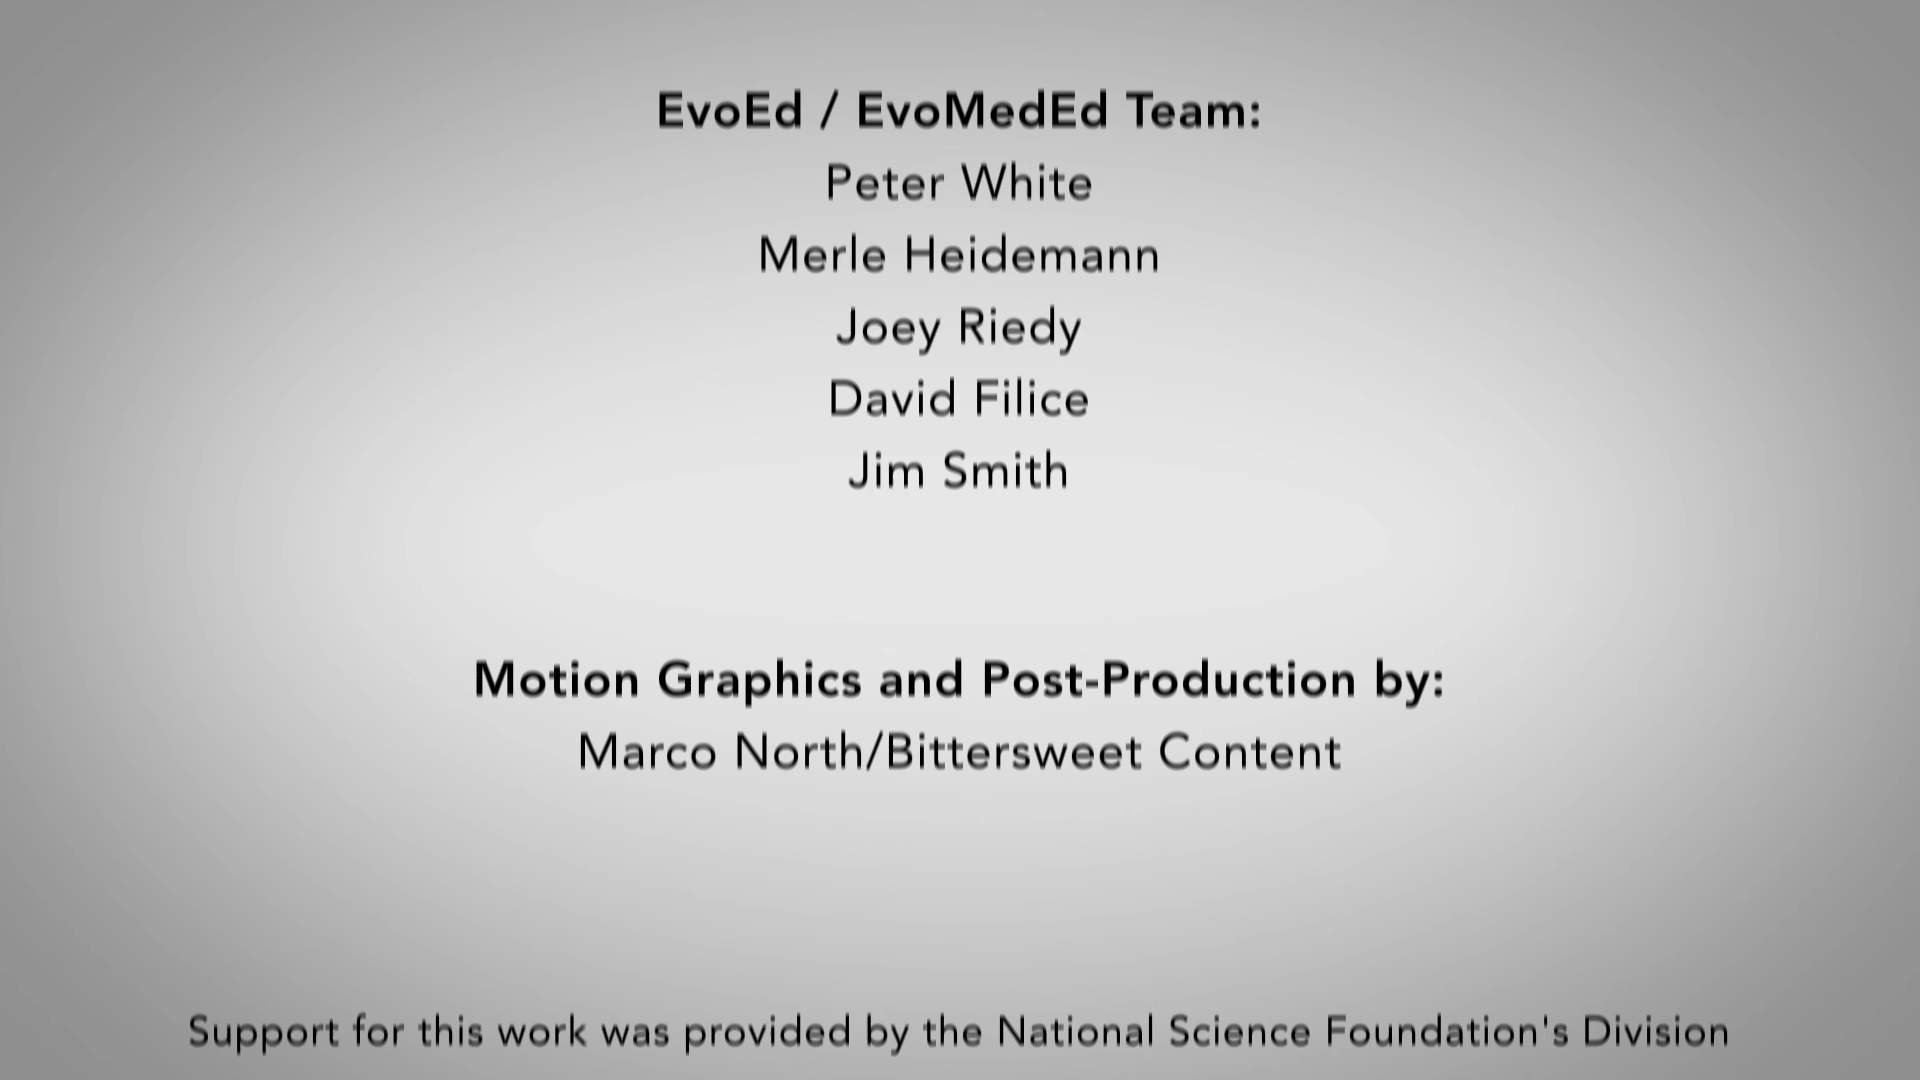 EvoEd / EvoMedEd Team:
Peter White
Merle Heidemann
Joey Riedy
David Filice
Jim Smith
Motion Graphics and Post-Production by:
Marco North/Bittersweet Content
Support for this work was provided by the National Science Foundation's Division